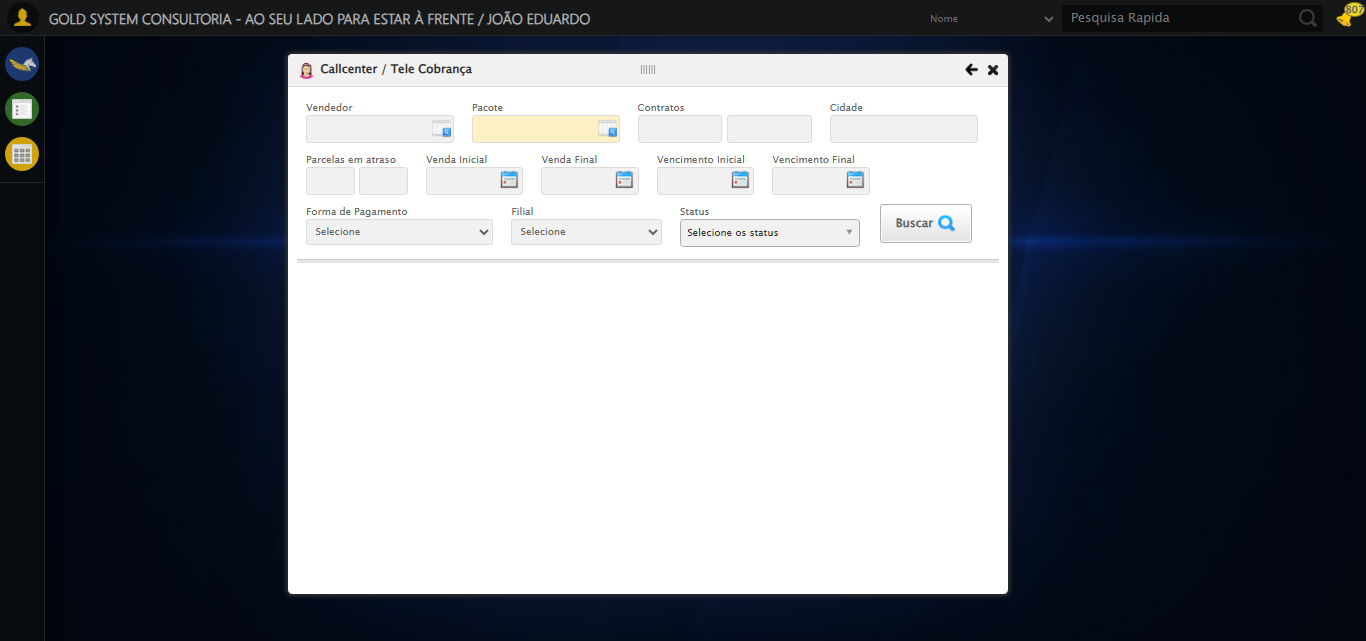 GOLD SYSTEM CONSULTORIA - AO SEU LADO PARA ESTAR À FRENTE / JOÃO EDUARDO
Nome
Pesquisa Rapida
807
Callcenter / Tele Cobrança
Vendedor Pacote Contratos Cidade
Parcelas em atraso Venda Inicial Venda Final Vencimento Inicial Vencimento Final
Forma de Pagamento Filial Status
Selecione Selecione Selecione os status Buscar